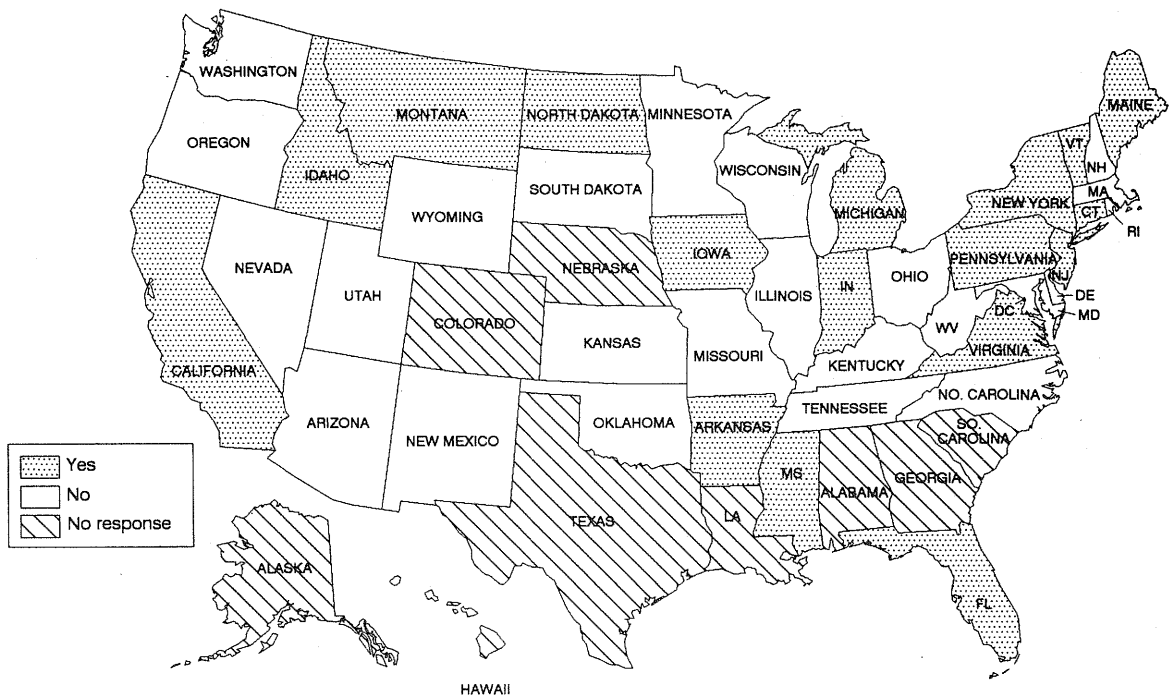 WASHINGTON
MONTANA
NORTH DAKOTA
MINNESOTA
MAINE
OREGON
IDAHO
SOUTH DAKOTA
WISCONSIN
VT
NH
WYOMING
MICHIGAN
NEW YORK
MA
CT
RI
NEVADA
UTAH
NEBRASKA
IOWA
PENNSYLVANIA
NJ
COLORADO
KANSAS
ILLINOIS
IN
OHIO
DE
DC
MD
WV
CALIFORNIA
MISSOURI
KENTUCKY
VIRGINIA
ARIZONA
NEW MEXICO
OKLAHOMA
ARKANSAS
TENNESSEE
NO. CAROLINA
SO.
CAROLINA
Yes
No
No response
TEXAS
LA
MS
ALABAMA
GEORGIA
ALASKA
FL
HAWAII